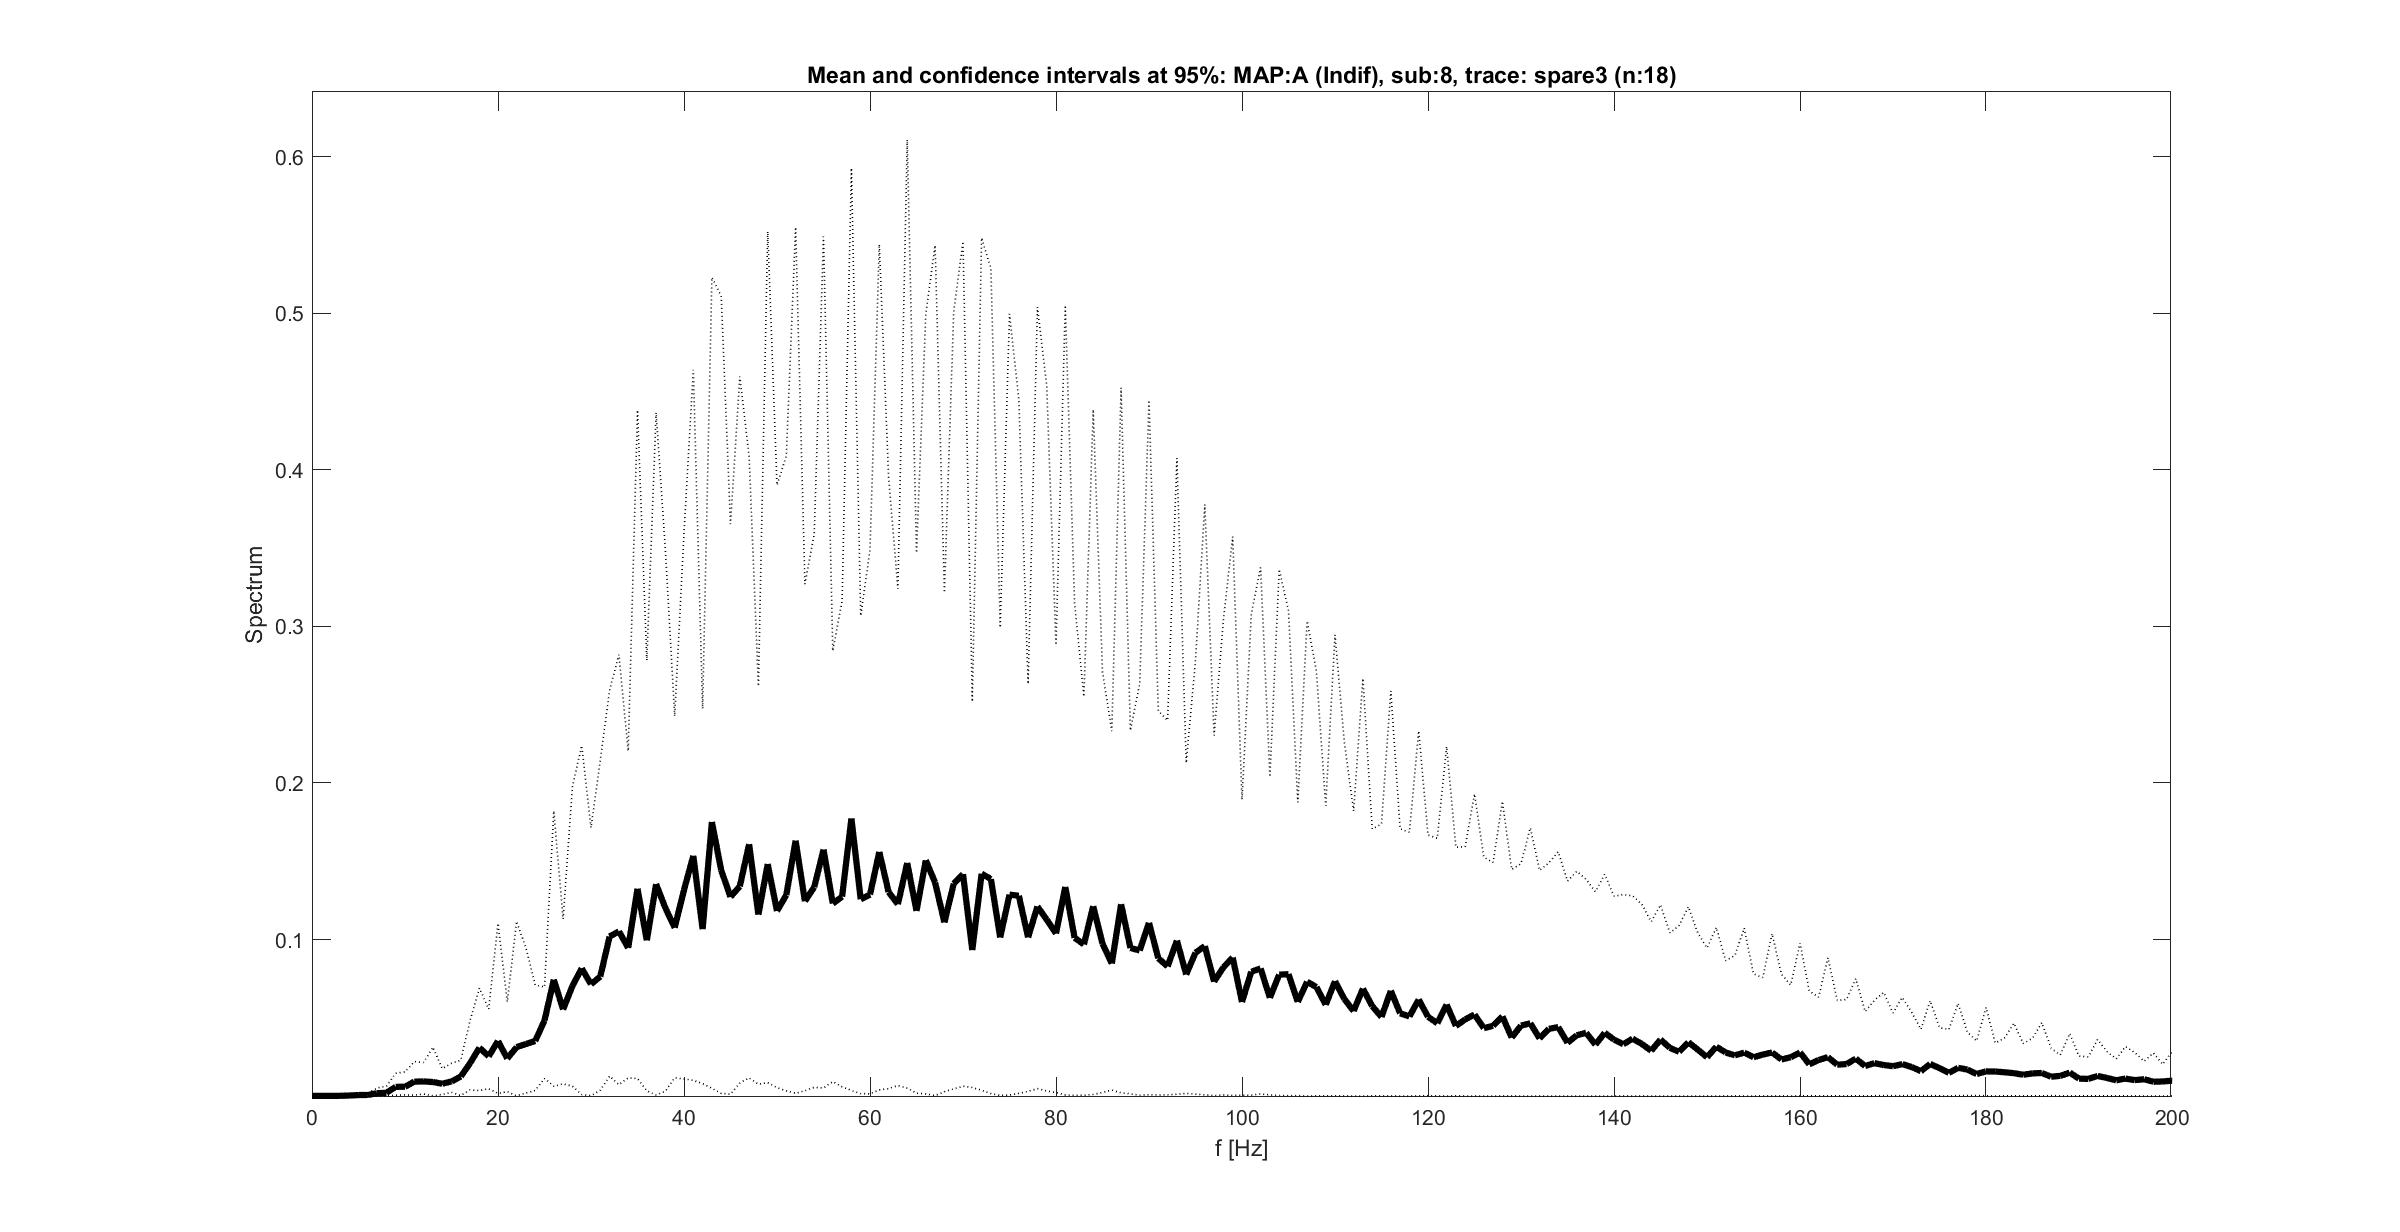 Mean and confidence intervals at 95%: MAP:A (Indif), sub:8, trace: spare3 (n:18)
0.6
0.5
0.4
0.3
0.2
0.1
Spectrum
0 20 40 60 80 100 120 140 160 180 200
f [Hz]